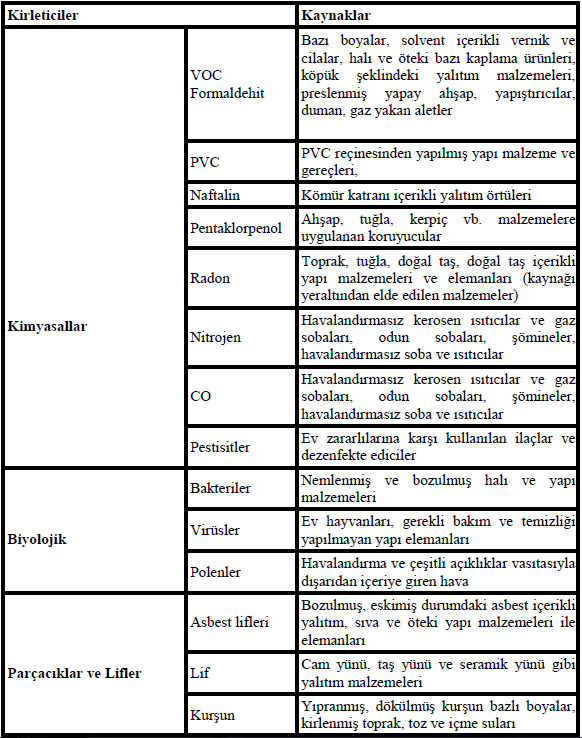 Kirleticiler
Kaynaklar
Kimyasallar
VOC
Formaldehit
Bazı boyalar, solvent içerikli vernik ve
cilalar, halı ve öteki bazı kaplama ürünleri,
köpük şeklindeki yalıtım malzemeleri,
preslenmiş yapay ahşap, yapıştırıcılar,
duman, gaz yakan aletler
PVC
PVC reçinesinden yapılmış yapı malzeme ve
gereçleri,
Naftalin
Kömür katranı içerikli yalıtım örtüleri
Pentaklorpenol
Ahşap, tuğla, kerpiç vb. malzemelere
uygulanan koruyucular
Radon
Toprak, tuğla, doğal taş, doğal taş içerikli
yapı malzemeleri ve elemanları (kaynağı
yeraltından elde edilen malzemeler)
Nitrojen
Havalandırmasız kerosen ısıtıcılar ve gaz
sobaları, odun sobaları, şömineler,
havalandırmasız soba ve ısıtıcılar
CO
Havalandırmasız kerosen ısıtıcılar ve gaz
sobaları, odun sobaları, şömineler,
havalandırmasız soba ve ısıtıcılar
Pestisitler
Ev zararlılarına karşı kullanılan ilaçlar ve
dezenfekte ediciler
Biyolojik
Bakteriler
Nemlenmiş ve bozulmuş halı ve yapı
malzemeleri
Virüsler
Ev hayvanları, gerekli bakım ve temizliği
yapılmayan yapı elemanları
Polenler
Havalandırma ve çeşitli açıklıklar vasıtasıyla
dışarıdan içeriye giren hava
Parçacıklar ve Lifler
Asbest lifleri
Bozulmuş, eskimiş durumdaki asbest içerikli
yalıtım, sıva ve öteki yapı malzemeleri ile
elemanları
Lif
Cam yünü, taş yünü ve seramik yünü gibi
yalıtım malzemeleri
Kurşun
Yıpranmış, dökülmüş kurşun bazlı boyalar,
kirlenmiş toprak, toz ve içme suları